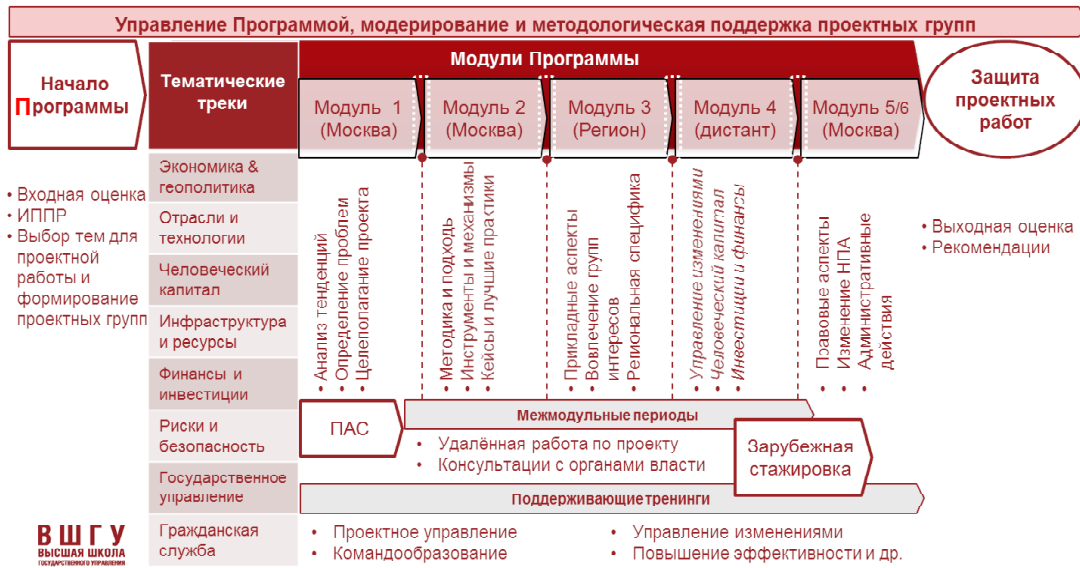 Управление Программой, модерирование и методологическая поддержка проектных групп
Начало
Программы
• Входная оценка
• ИППР
• Выбор тем для
проектной
работы и
формирование
проектных групп
Тематические
треки
Экономика &
геополитика
Отрасли и
технологии
Человеческий
капитал
Инфраструктура
и ресурсы
Финансы и
инвестиции
Риски и
безопасность
Государственное
управление
Гражданская
служба
Модули Программы
Модуль 1
(Москва)
Модуль 2
(Москва)
Модуль 3
(Регион)
Модуль 4
(дистант)
Модуль 5/6
(Москва)
• Анализ тенденций
• Определение проблем
• Целеполагание проекта
• Методика и подходь
• Инструменты и механизмы
• Кейсы и лучшие практики
• Прикладные аспекты
• Вовлечение групп
интересов
• Региональная специфика
• Управление изменениями
• Человеческий капитал
• Инвестиции и финансы
• Правовые аспекты
• Изменение НПА
• Административные
действия
Защита
проектных
работ
• Выходная оценка
• Рекомендации
ПАС
Межмодульные периоды
• Удалённая работа по проекту
• Консультации с органами власти
Зарубежная
стажировка
Поддерживающие тренинги
• Проектное управление
• Командообразование
• Управление изменениями
• Повышение эффективности и др.
ВШГУ
ВЫСШАЯ ШКОЛА
ГОСУДАРСТВЕННОГО УПРАВЛЕНИЯ